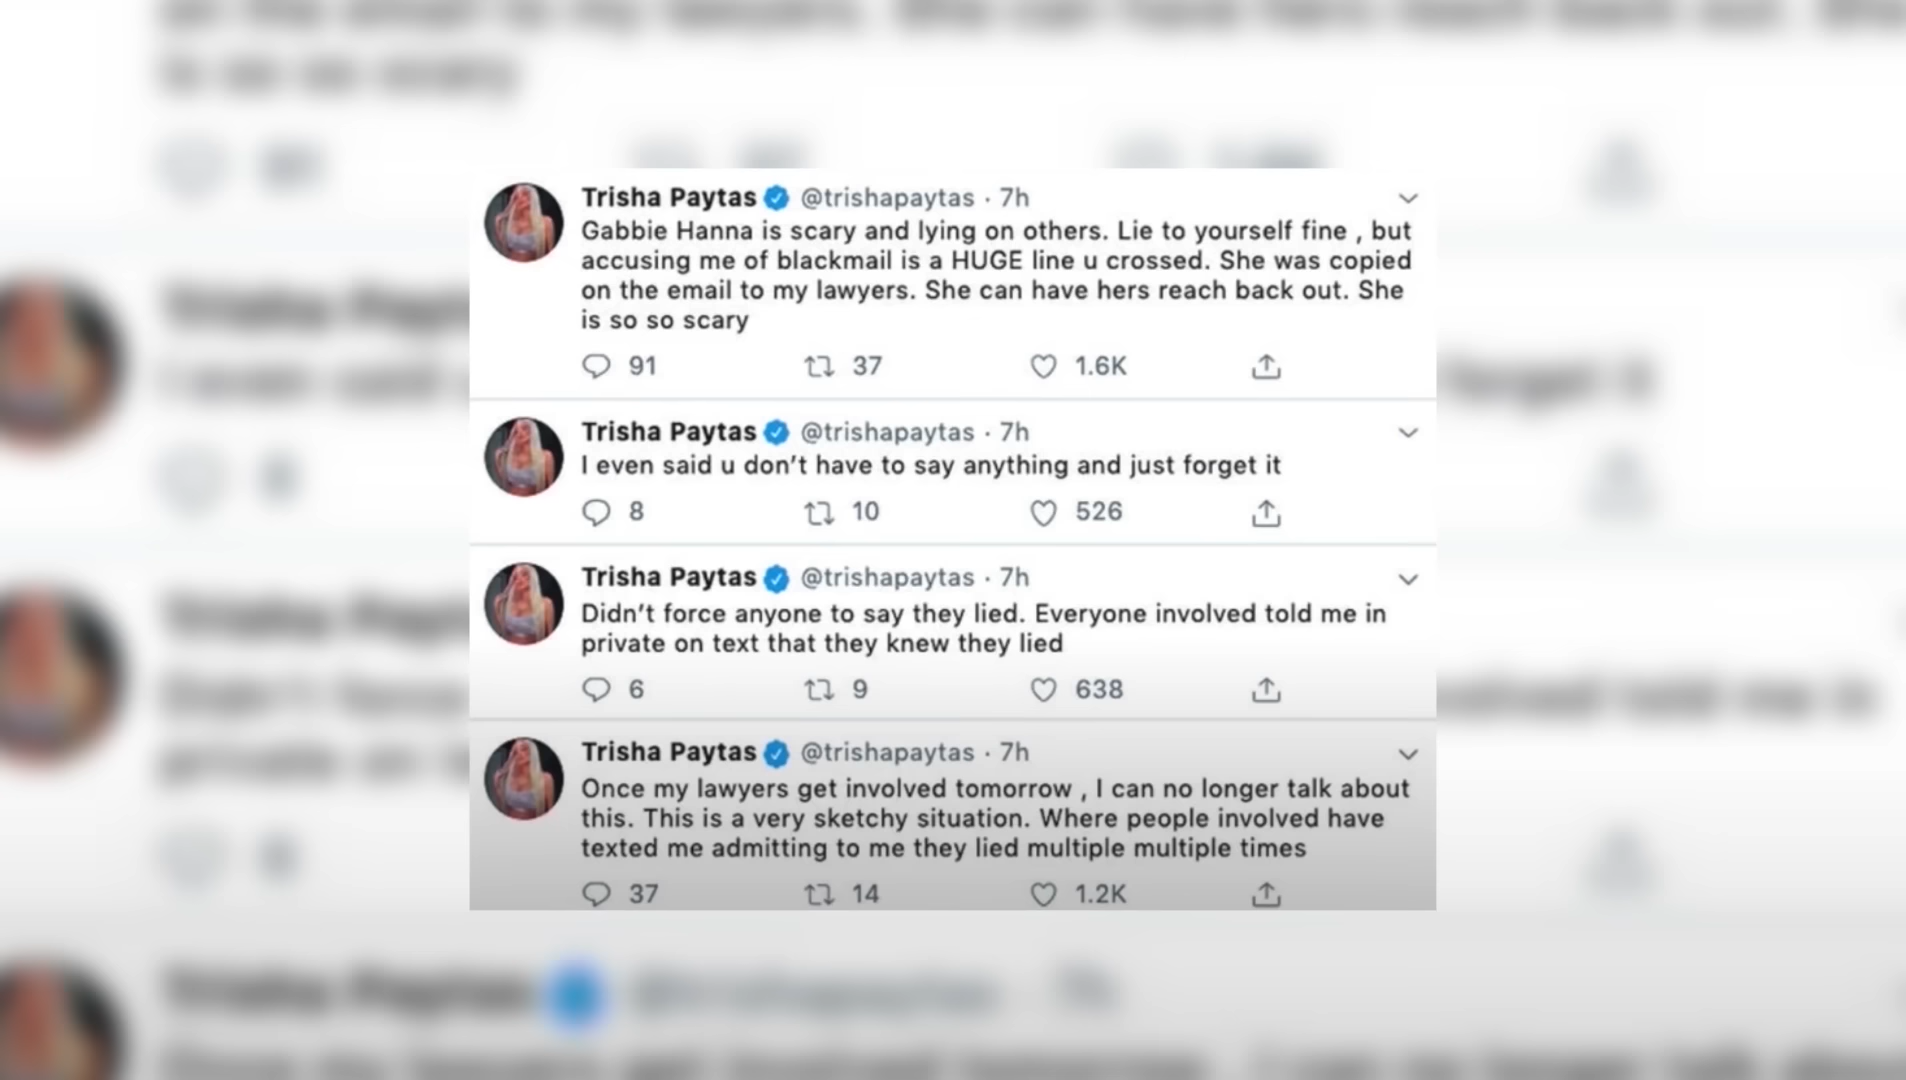 Trisha Paytas @trishapaytas · 7h
Gabbie Hanna is scary and lying on others. Lie to yourself fine , but
accusing me of blackmail is a HUGE line u crossed. She was copied
on the email to my lawyers. She can have hers reach back out. She
is so so scary
91 37 1.6K
Trisha Paytas @trishapaytas · 7h
I even said u don't have to say anything and just forget it
8 10 526
Trisha Paytas @trishapaytas · 7h
Didn't force anyone to say they lied. Everyone involved told me in
private on text that they knew they lied
6 9 638
Trisha Paytas @trishapaytas · 7h
Once my lawyers get involved tomorrow , I can no longer talk about
this. This is a very sketchy situation. Where people involved have
texted me admitting to me they lied multiple multiple times
37 14 1.2K